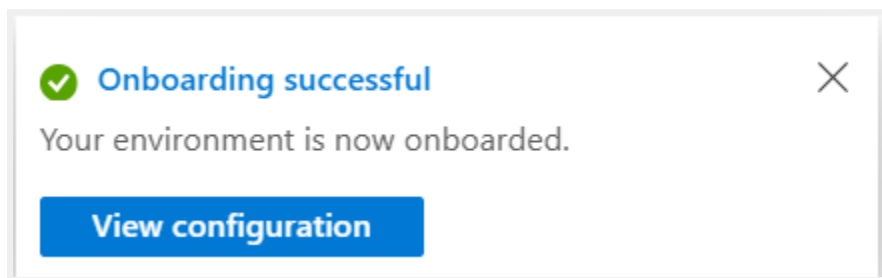 Onboarding successful
Your environment is now onboarded.
View configuration